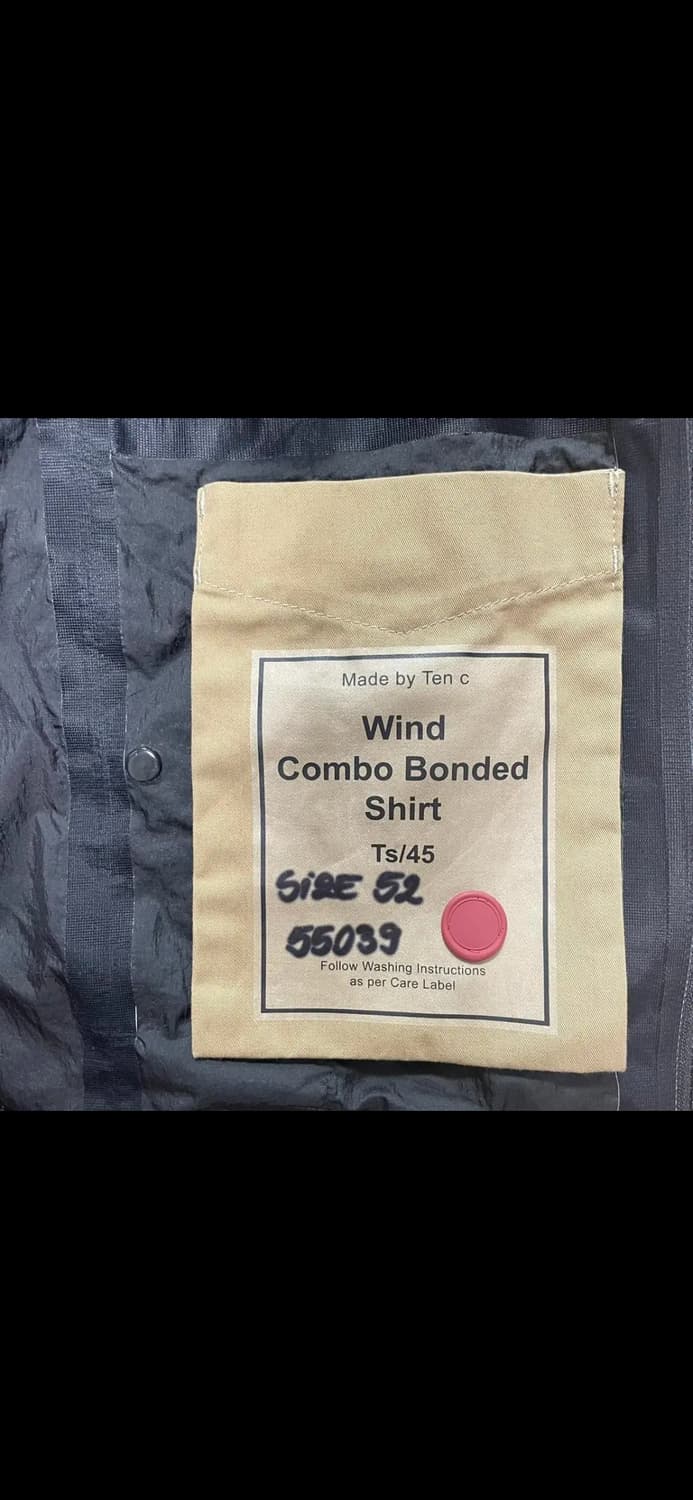 Made by Ten c
Wind
Combo Bonded
Shirt
Ts/45
SiZE 52
55039
Follow Washing Instructions
as per Care Label